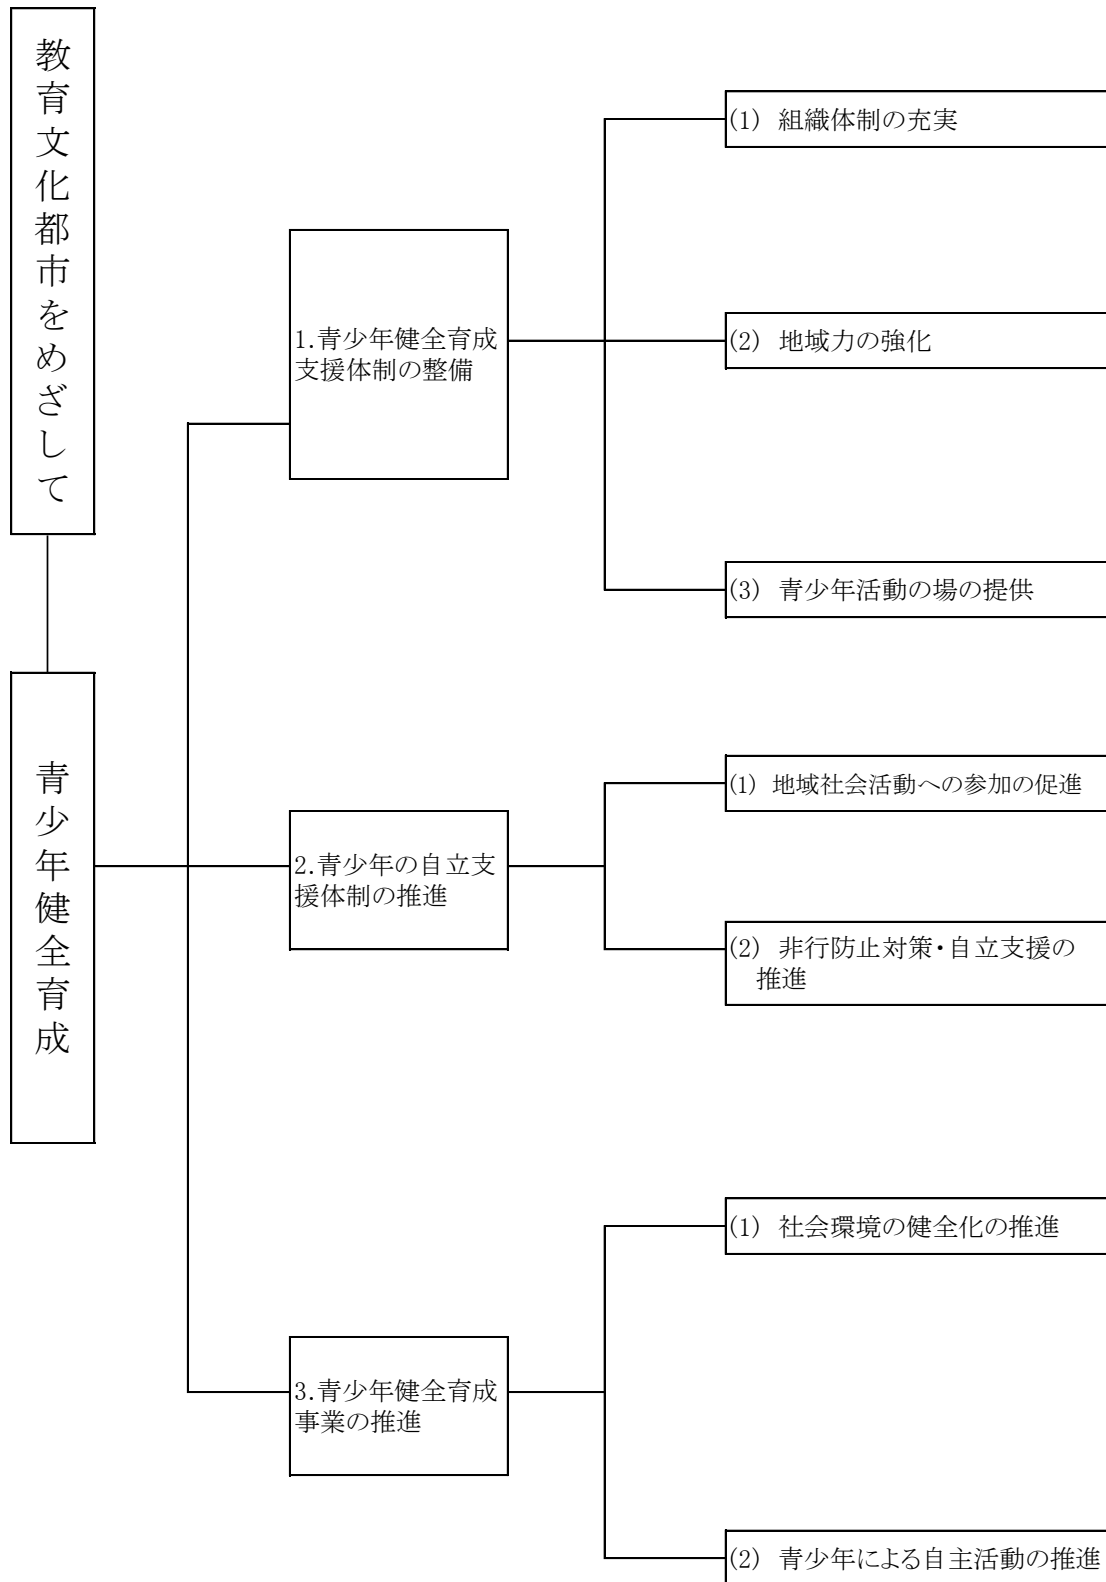 教育文化都市をめざして
青少年健全育成
1.青少年健全育成
支援体制の整備
(1) 組織体制の充実
(2) 地域力の強化
(3) 青少年活動の場の提供
2.青少年の自立支
援体制の推進
(1) 地域社会活動への参加の促進
(2) 非行防止対策・自立支援の
推進
3.青少年健全育成
事業の推進
(1) 社会環境の健全化の推進
(2) 青少年による自主活動の推進